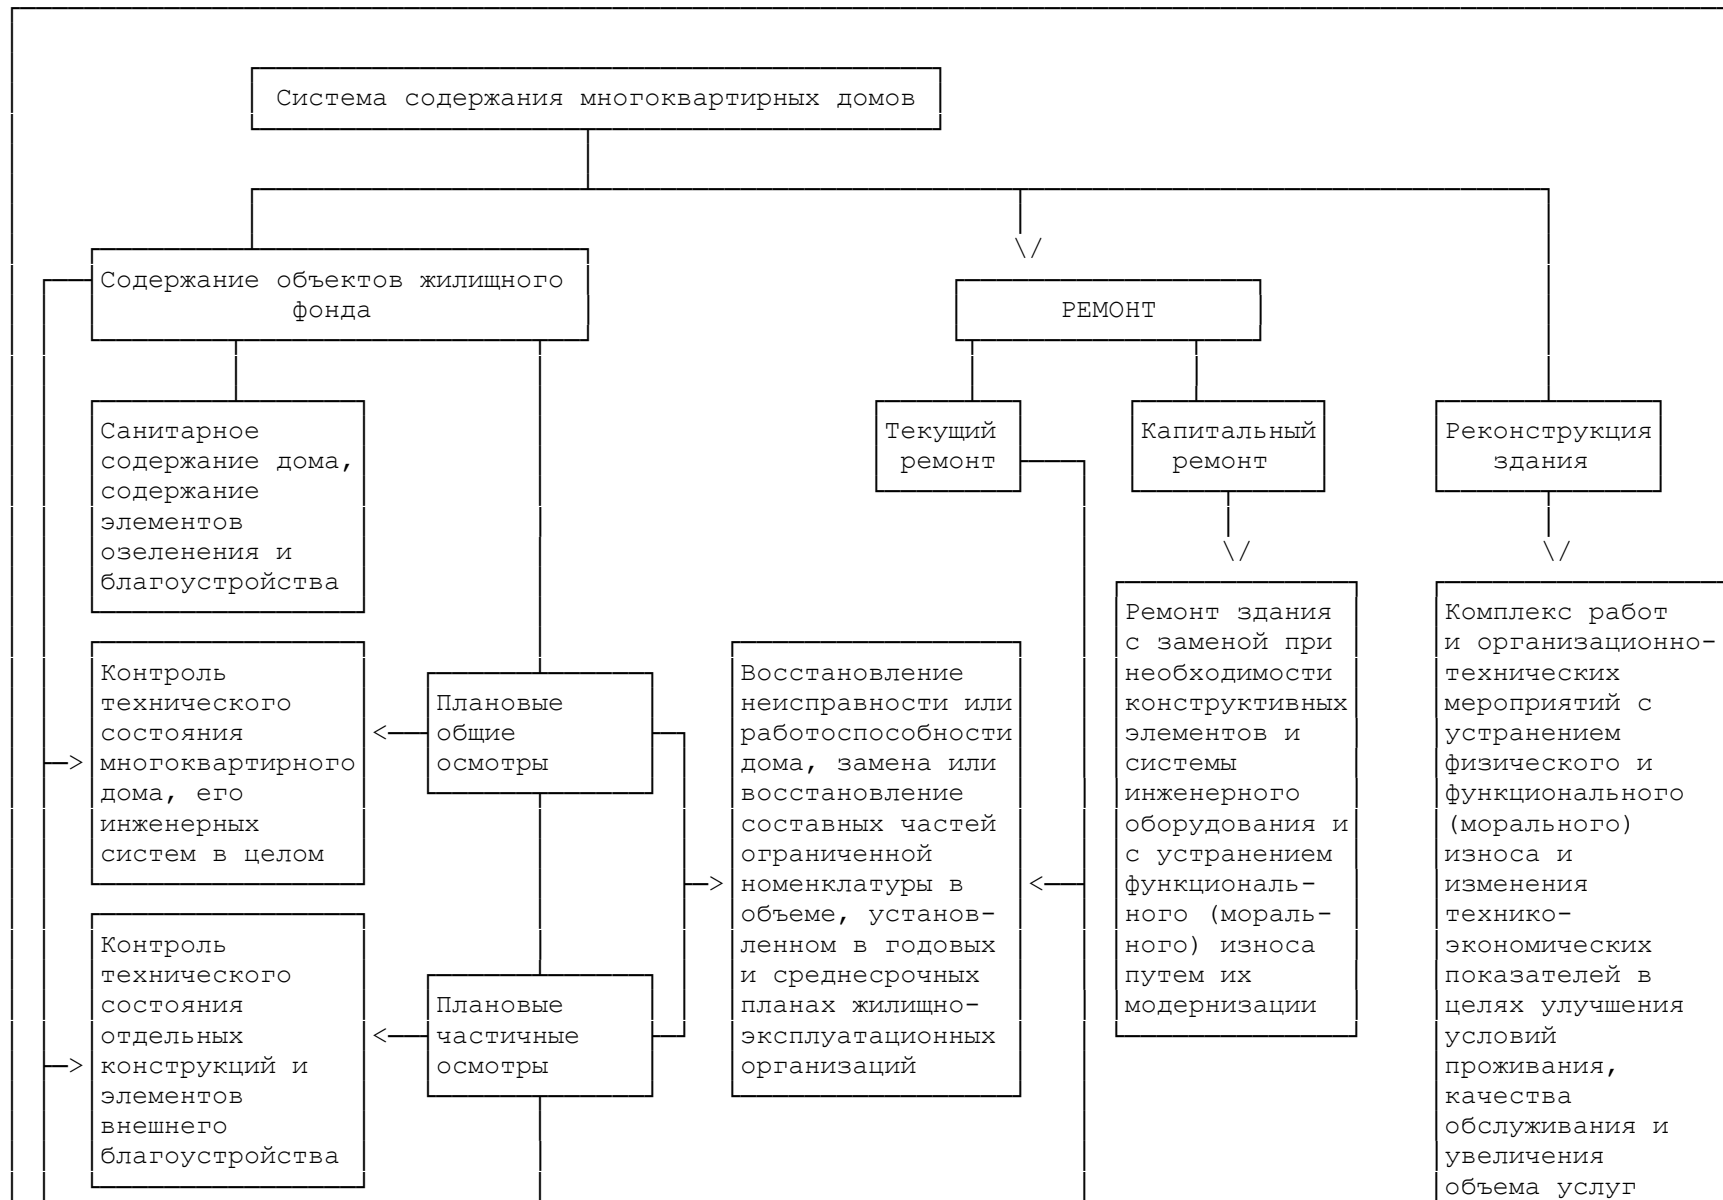 Система содержания многоквартирных домов
Содержание объектов жилищного
фонда
РЕМОНТ
Санитарное
содержание дома,
содержание
элементов
озеленения и
благоустройства
Текущий
ремонт
Капитальный
ремонт
Реконструкция
здания
Контроль
технического
состояния
многоквартирного
дома, его
инженерных
систем в целом
Плановые
общие
осмотры
Восстановление
неисправности или
работоспособности
дома, замена или
восстановление
составных частей
ограниченной
номенклатуры в
объеме, установ-
ленном в годовых
и среднесрочных
планах жилищно-
эксплуатационных
организаций
Ремонт здания
с заменой при
необходимости
конструктивных
элементов и
системы
инженерного
оборудования и
с устранением
функциональ-
ного (мораль-
ного) износа
путем их
модернизации
Комплекс работ
и организационно-
технических
мероприятий с
устранением
физического и
функционального
(морального)
износа и
изменения
технико-
экономических
показателей в
целях улучшения
условий
проживания,
качества
обслуживания и
увеличения
объема услуг
Контроль
технического
состояния
отдельных
конструкций и
элементов
внешнего
благоустройства
Плановые
частичные
осмотры